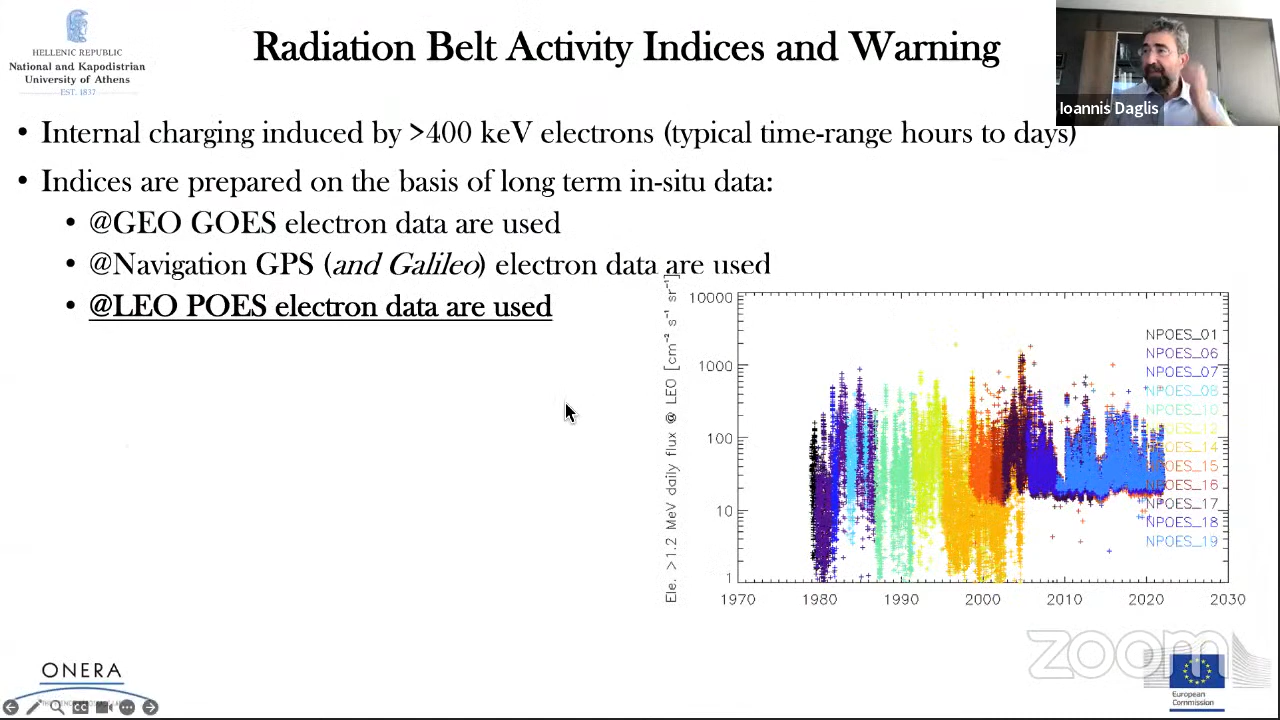 HELLENIC REPUBLIC
National and Kapodistrian
University of Athens
EST. 1837
Radiation Belt Activity Indices and Warning
Ioannis Daglis
• Internal charging induced by >400 keV electrons (typical time-range hours to days)
• Indices are prepared on the basis of long term in-situ data:
• @GEO GOES electron data are used
• @Navigation GPS (and Galileo) electron data are used
• @LEO POES electron data are used
Ele. >1.2 MeV daily flux @ LEO [cm⁻² s⁻¹ sr⁻¹]
10000
1000
100
10
1
1970 1980 1990 2000 2010 2020 2030
NPOES_01
NPOES_06
NPOES_07
NPOES_08
NPOES_10
NPOES_12
NPOES_14
NPOES_15
NPOES_16
NPOES_17
NPOES_18
NPOES_19
zoom
ONERA
European
Commission